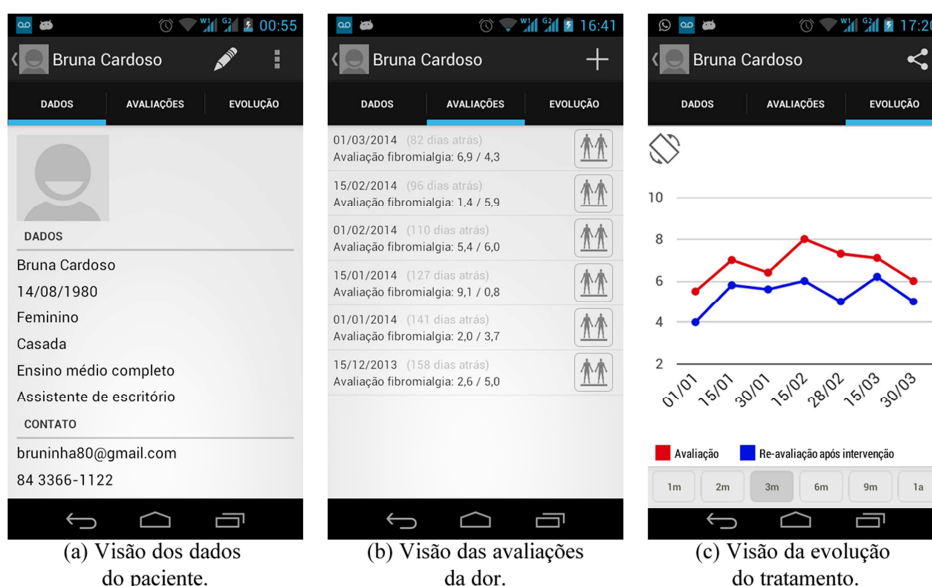 00:55
Bruna Cardoso
DADOS AVALIAÇÕES EVOLUÇÃO
DADOS
Bruna Cardoso
14/08/1980
Feminino
Casada
Ensino médio completo
Assistente de escritório
CONTATO
bruninha80@gmail.com
84 3366-1122
(a) Visão dos dados
do paciente.
16:41
Bruna Cardoso
DADOS AVALIAÇÕES EVOLUÇÃO
01/03/2014 (82 dias atrás)
Avaliação fibromialgia: 6,9 / 4,3
15/02/2014 (96 dias atrás)
Avaliação fibromialgia: 1,4 / 5,9
01/02/2014 (110 dias atrás)
Avaliação fibromialgia: 5,4 / 6,0
15/01/2014 (127 dias atrás)
Avaliação fibromialgia: 9,1 / 0,8
01/01/2014 (141 dias atrás)
Avaliação fibromialgia: 2,0 / 3,7
15/12/2013 (158 dias atrás)
Avaliação fibromialgia: 2,6 / 5,0
(b) Visão das avaliações
da dor.
Bruna Cardoso
DADOS AVALIAÇÕES EVOLUÇÃO
10
8
6
4
2
01/01 15/01 30/01 15/02 28/02 15/03 30/03
Avaliação Re-avaliação após intervenção
1m 2m 3m 6m 9m 1a
(c) Visão da evolução
do tratamento.